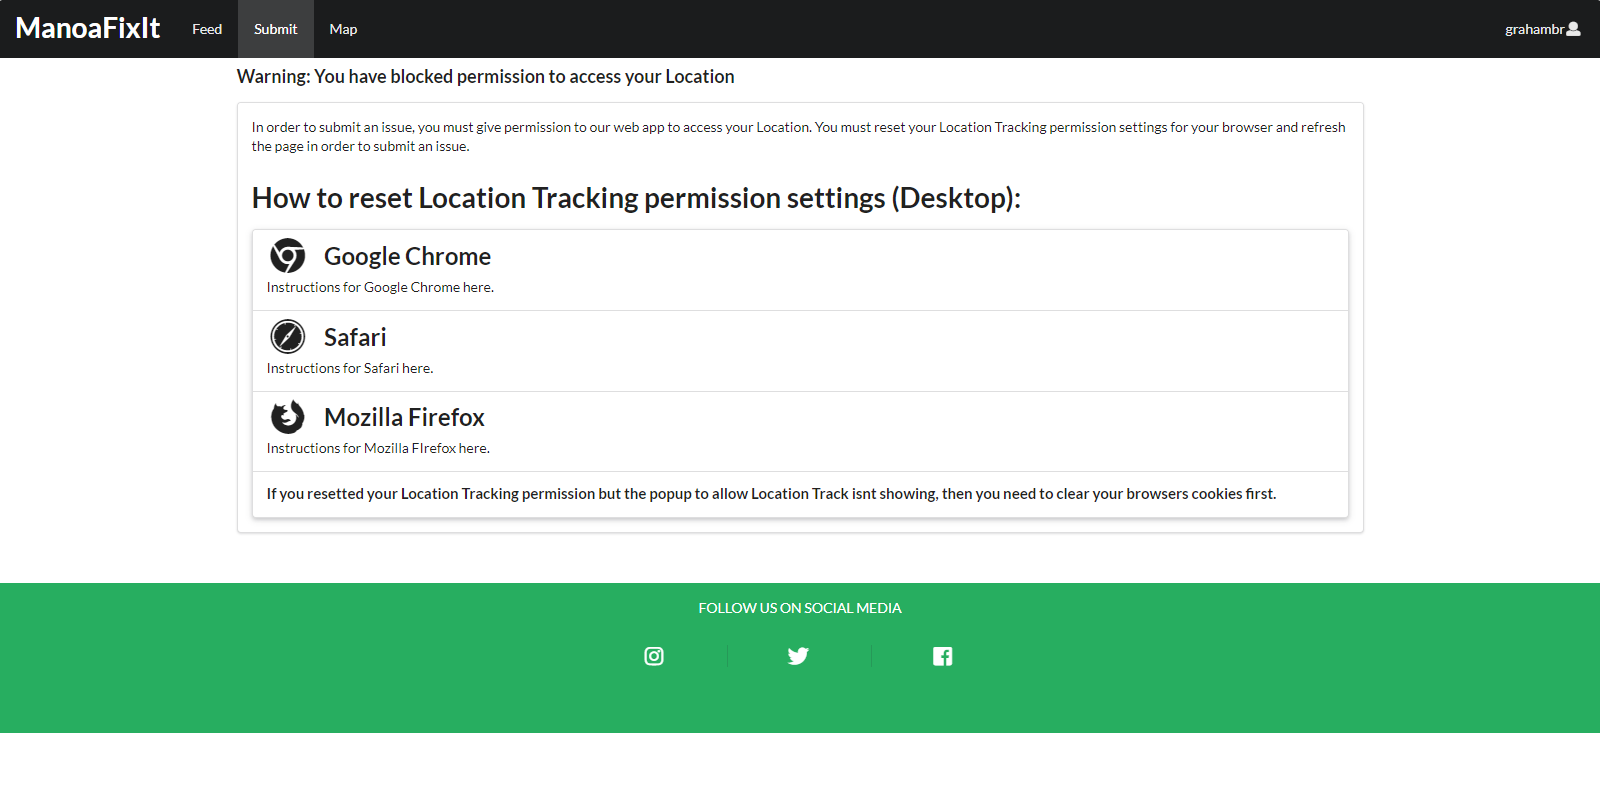 ManoaFixIt Feed Submit Map grahambr
Warning: You have blocked permission to access your Location
In order to submit an issue, you must give permission to our web app to access your Location. You must reset your Location Tracking permission settings for your browser and refresh
the page in order to submit an issue.
How to reset Location Tracking permission settings (Desktop):
Google Chrome
Instructions for Google Chrome here.
Safari
Instructions for Safari here.
Mozilla Firefox
Instructions for Mozilla FIrefox here.
If you resetted your Location Tracking permission but the popup to allow Location Track isnt showing, then you need to clear your browsers cookies first.
FOLLOW US ON SOCIAL MEDIA